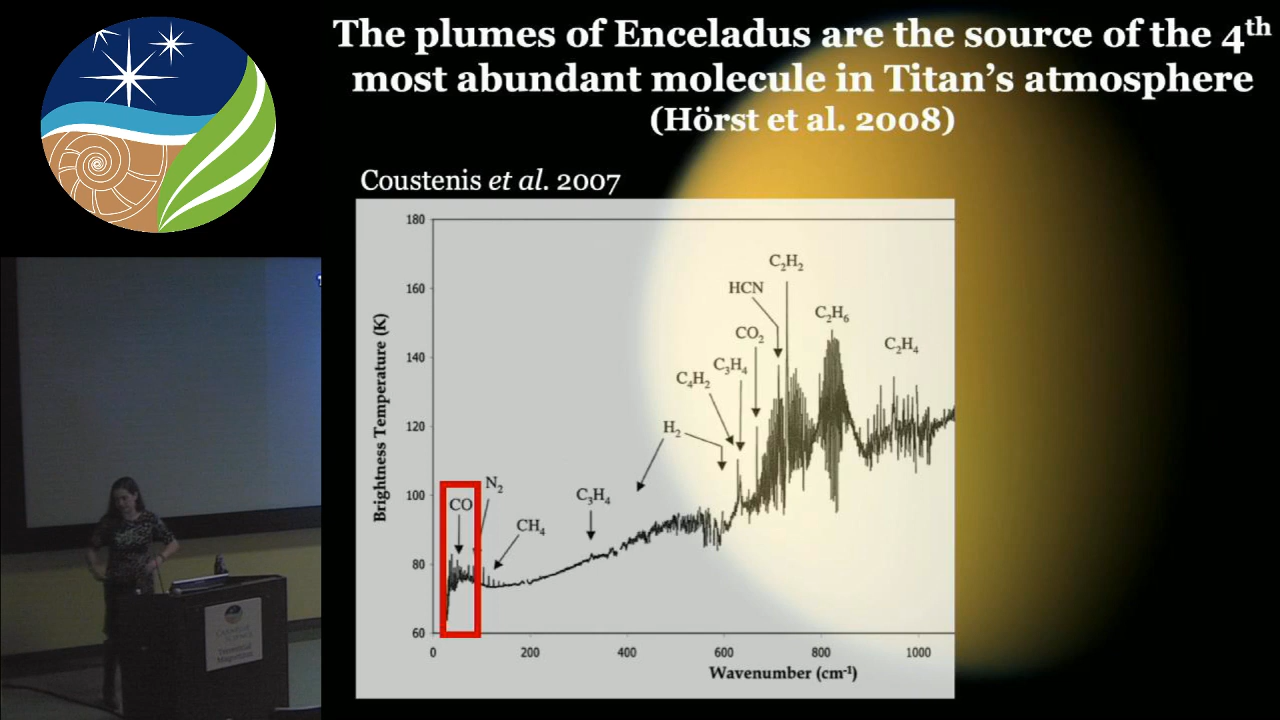 The plumes of Enceladus are the source of the 4th
most abundant molecule in Titan's atmosphere
(Hörst et al. 2008)
Coustenis et al. 2007
180
160
140
120
100
80
60
Brightness Temperature (K)
C₂H₂
HCN
C₂H₆
CO₂
C₂H₄
C₃H₄
C₄H₂
H₂
N₂
C₃H₄
CO
CH₄
0
200
400
600
800
1000
Wavenumber (cm⁻¹)
Terrestrial
Magnetism